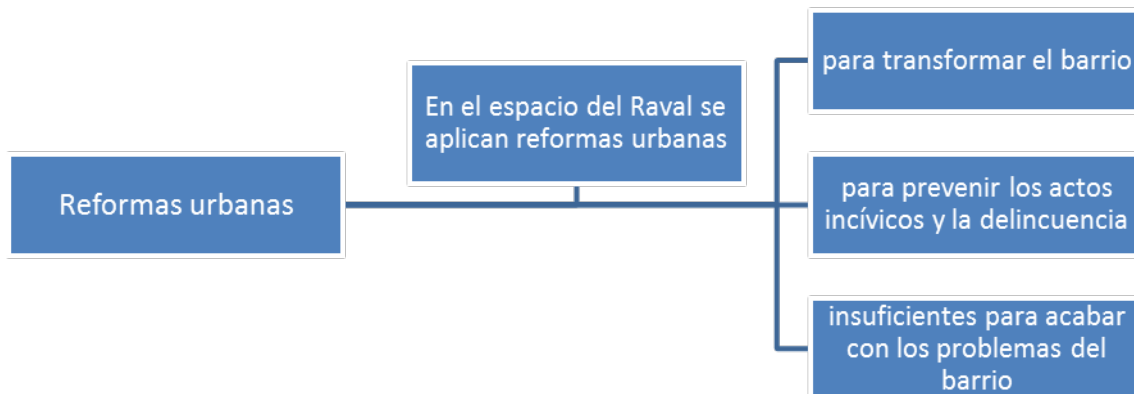 Reformas urbanas
En el espacio del Raval se
aplican reformas urbanas
para transformar el barrio
para prevenir los actos
incívicos y la delincuencia
insuficientes para acabar
con los problemas del
barrio